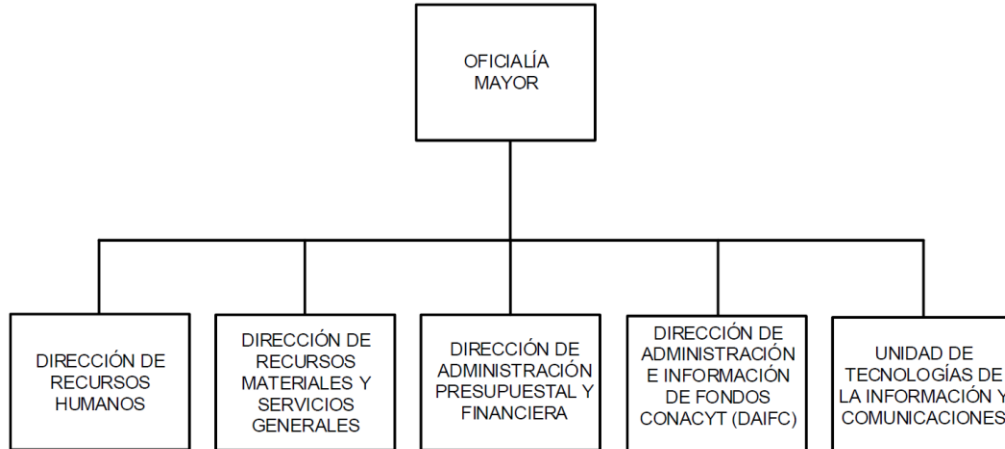 OFICIALÍA
MAYOR
DIRECCIÓN DE
RECURSOS
HUMANOS
DIRECCIÓN DE
RECURSOS
MATERIALES Y
SERVICIOS
GENERALES
DIRECCIÓN DE
ADMINISTRACIÓN
PRESUPUESTAL Y
FINANCIERA
DIRECCIÓN DE
ADMINISTRACIÓN
E INFORMACIÓN
DE FONDOS
CONACYT (DAIFC)
UNIDAD DE
TECNOLOGÍAS DE
LA INFORMACIÓN Y
COMUNICACIONES